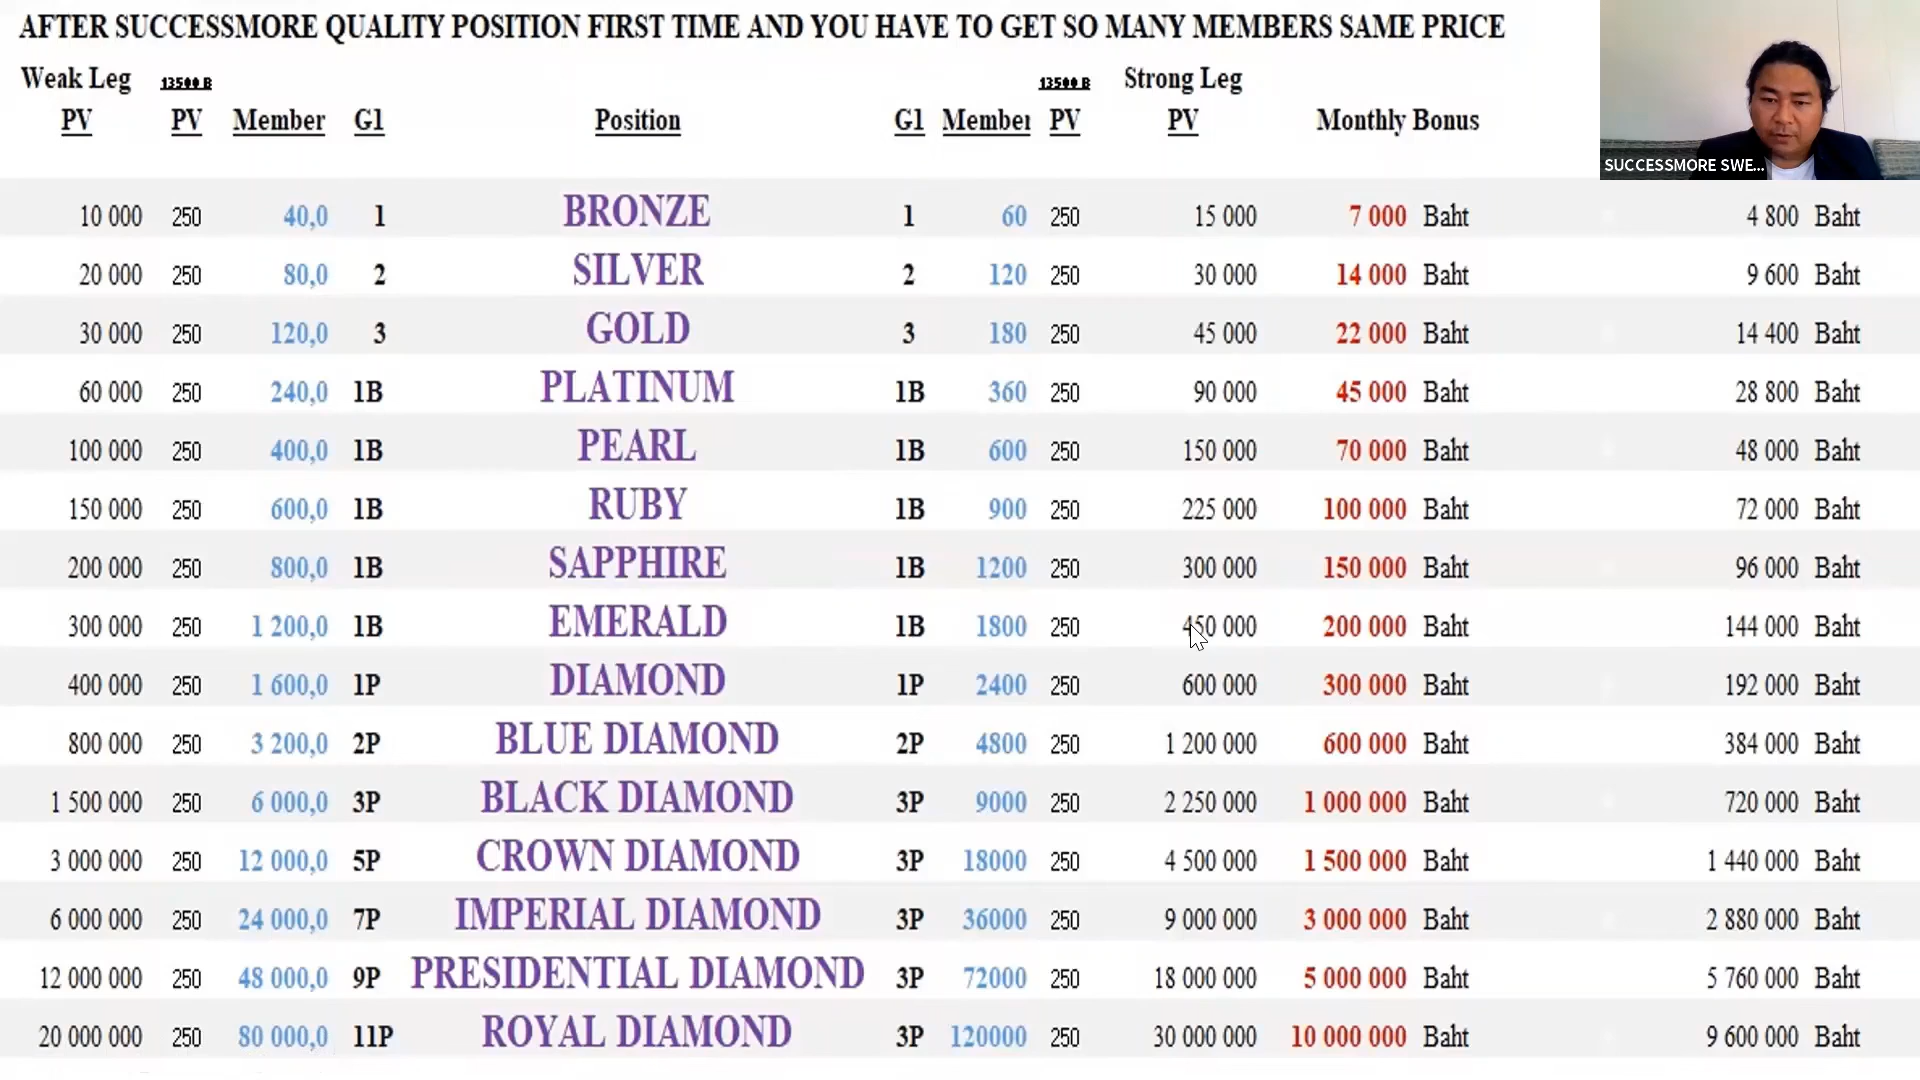 AFTER SUCCESSMORE QUALITY POSITION FIRST TIME AND YOU HAVE TO GET SO MANY MEMBERS SAME PRICE
Weak Leg 13500 B 13500 B Strong Leg
PV PV Member G1 Position G1 Member PV PV Monthly Bonus
SUCCESSMORE SWE...
10 000 250 40,0 1 BRONZE 1 60 250 15 000 7 000 Baht 4 800 Baht
20 000 250 80,0 2 SILVER 2 120 250 30 000 14 000 Baht 9 600 Baht
30 000 250 120,0 3 GOLD 3 180 250 45 000 22 000 Baht 14 400 Baht
60 000 250 240,0 1B PLATINUM 1B 360 250 90 000 45 000 Baht 28 800 Baht
100 000 250 400,0 1B PEARL 1B 600 250 150 000 70 000 Baht 48 000 Baht
150 000 250 600,0 1B RUBY 1B 900 250 225 000 100 000 Baht 72 000 Baht
200 000 250 800,0 1B SAPPHIRE 1B 1200 250 300 000 150 000 Baht 96 000 Baht
300 000 250 1 200,0 1B EMERALD 1B 1800 250 450 000 200 000 Baht 144 000 Baht
400 000 250 1 600,0 1P DIAMOND 1P 2400 250 600 000 300 000 Baht 192 000 Baht
800 000 250 3 200,0 2P BLUE DIAMOND 2P 4800 250 1 200 000 600 000 Baht 384 000 Baht
1 500 000 250 6 000,0 3P BLACK DIAMOND 3P 9000 250 2 250 000 1 000 000 Baht 720 000 Baht
3 000 000 250 12 000,0 5P CROWN DIAMOND 3P 18000 250 4 500 000 1 500 000 Baht 1 440 000 Baht
6 000 000 250 24 000,0 7P IMPERIAL DIAMOND 3P 36000 250 9 000 000 3 000 000 Baht 2 880 000 Baht
12 000 000 250 48 000,0 9P PRESIDENTIAL DIAMOND 3P 72000 250 18 000 000 5 000 000 Baht 5 760 000 Baht
20 000 000 250 80 000,0 11P ROYAL DIAMOND 3P 120000 250 30 000 000 10 000 000 Baht 9 600 000 Baht